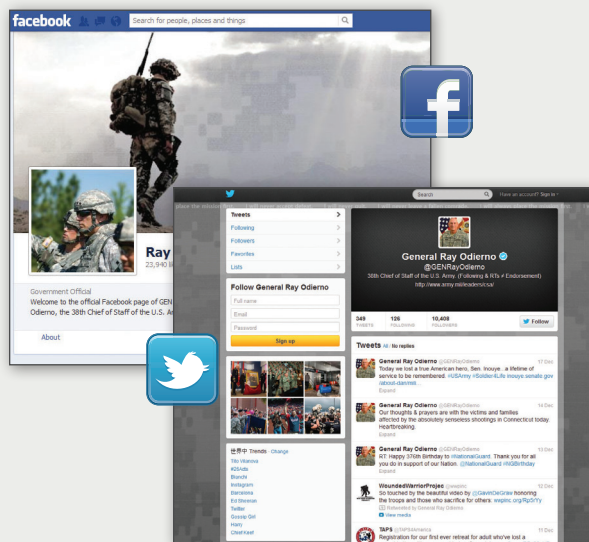 facebook
Search for people, places and things
Ray
23,940
Government Official
Welcome to the official Facebook page of GEN
Odierno, the 38th Chief of Staff of the U.S.
About
Search
Have an account? Sign in
Tweets
Following
Followers
Favorites
Lists
Follow General Ray Odierno
Full name
Email
Password
Sign up
世界中 Trends · Change
Tito Vilanova
#20Ads
Bianchi
Instagram
Barcelona
Ed Sheeran
Twitter
Gossip Girl
Harry
Chief Keef
General Ray Odierno
@GENRayOdierno
38th Chief of Staff of the U.S. Army. (Following & RTs ≠ Endorsement)
http://www.army.mil/leaders/csa/
349 TWEETS
126 FOLLOWING
10,408 FOLLOWERS
Follow
Tweets All / No replies
General Ray Odierno @GENRayOdierno 17 Dec
Today we lost a true American hero, Sen. Inouye...a lifetime of
service to be remembered. #USArmy #Soldier4Life inouye.senate.gov
/about-dan/mili...
Expand
General Ray Odierno @GENRayOdierno 14 Dec
Our thoughts & prayers are with the victims and families
affected by the absolutely senseless shootings in Connecticut today.
Heartbreaking.
Expand
General Ray Odierno @GENRayOdierno 13 Dec
RT: Happy 376th Birthday to #NationalGuard. Thank you for all
you do in support of our Nation. @NationalGuard #NGBirthday
Expand
WoundedWarriorProjec @wwpinc 12 Dec
So touched by the beautiful video by @GavinDeGraw honoring
the troops and those who sacrifice for others: wwpinc.org/Rp5rYy
Retweeted by General Ray Odierno
View media
TAPS @TAPSAmerica 11 Dec
Registration for our first ever retreat for adult who've lost a